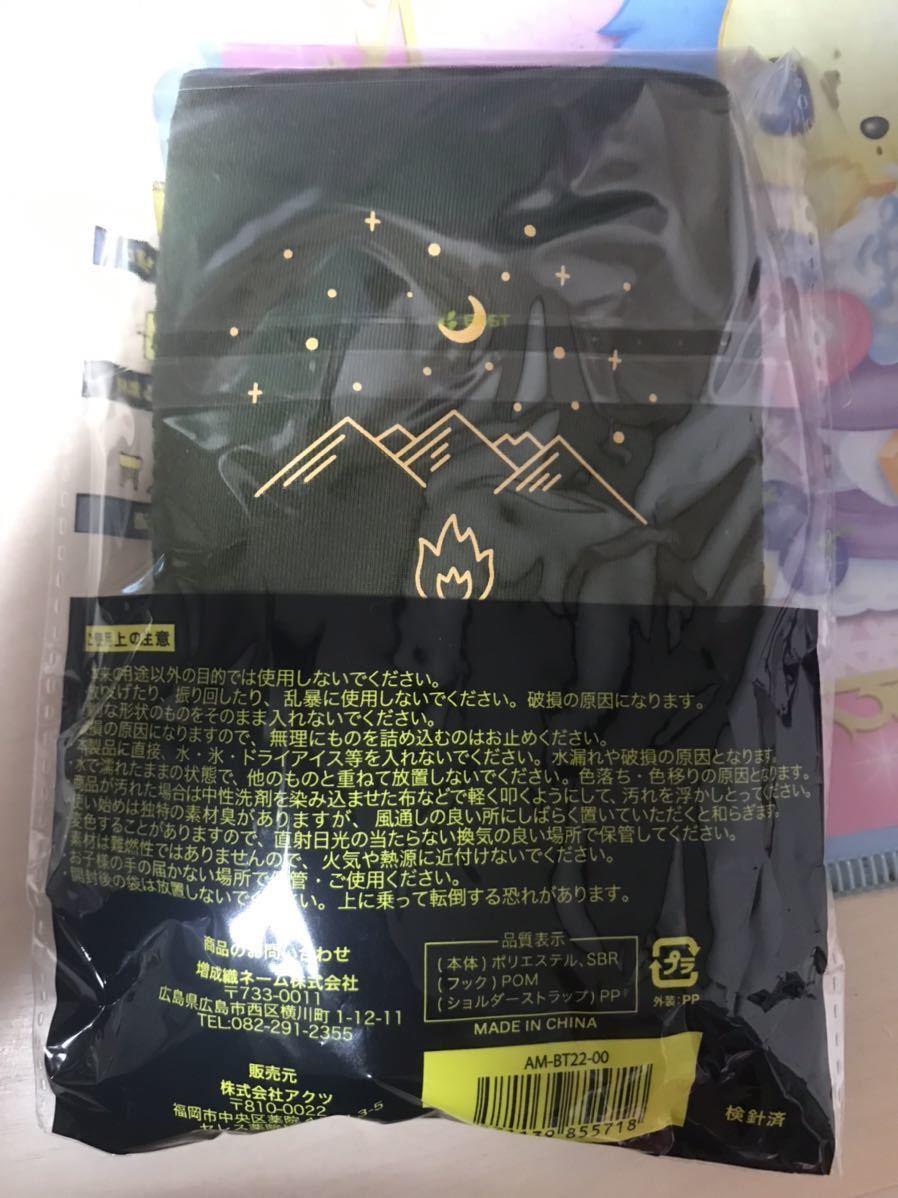 EST
ご使用上の注意
本来の用途以外の目的では使用しないでください。
投げたり、振り回したり、乱暴に使用しないでください。破損の原因になります。
な形状のものをそのまま入れないでください。
破損の原因になりますので、無理にものを詰め込むのはお止めください。
本製品に直接、水・氷・ドライアイス等を入れないでください。水漏れや破損の原因となります。
・水で濡れたままの状態で、他のものと重ねて放置しないでください。色落ち・色移りの原因となります。
商品が汚れた場合は中性洗剤を染み込ませた布などで軽く叩くようにして、汚れを浮かしとってください。
使い始めは独特の素材臭がありますが、風通しの良い所にしばらく置いていただくと和らぎます。
変色することがありますので、直射日光の当たらない換気の良い場所で保管してください。
素材は難燃性ではありませんので、火気や熱源に近付けないでください。
・お子様の手の届かない場所で保管・ご使用ください。
・開封後の袋は放置しないでください。上に乗って転倒する恐れがあります。
商品のお問い合わせ
増成織ネーム株式会社
〒733-0011
広島県広島市西区横川町 1-12-11
TEL:082-291-2355
販売元
株式会社アクツ
〒810-0022
福岡市中央区薬院 3-5
品質表示
(本体)ポリエステル、SBR
(フック)POM
(ショルダーストラップ)PP
MADE IN CHINA
プラ
外装:PP
AM-BT22-00
855718
検針済